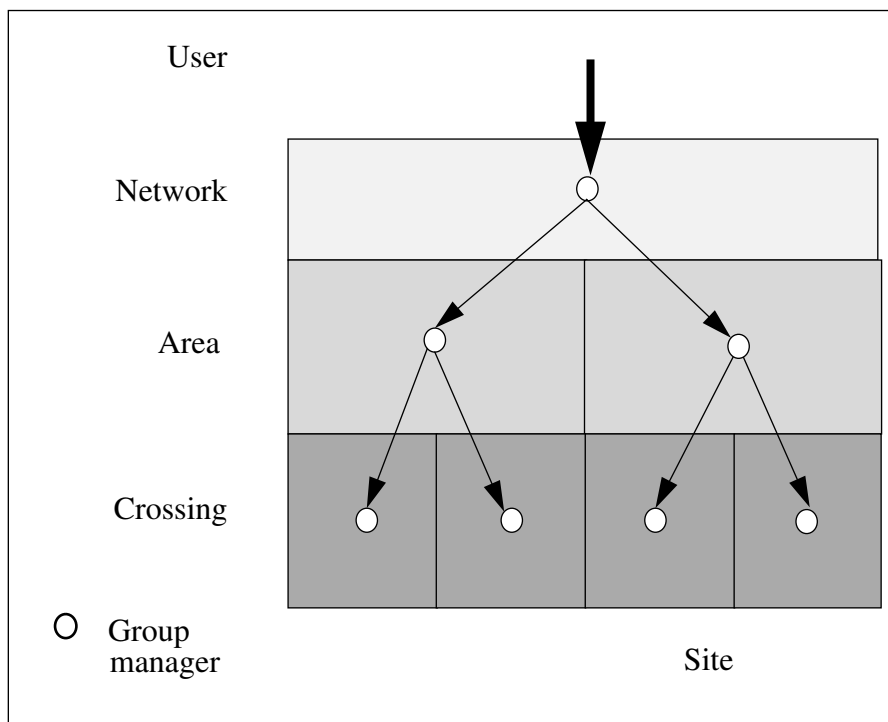 User
Network
Area
Crossing
Group
manager
Site